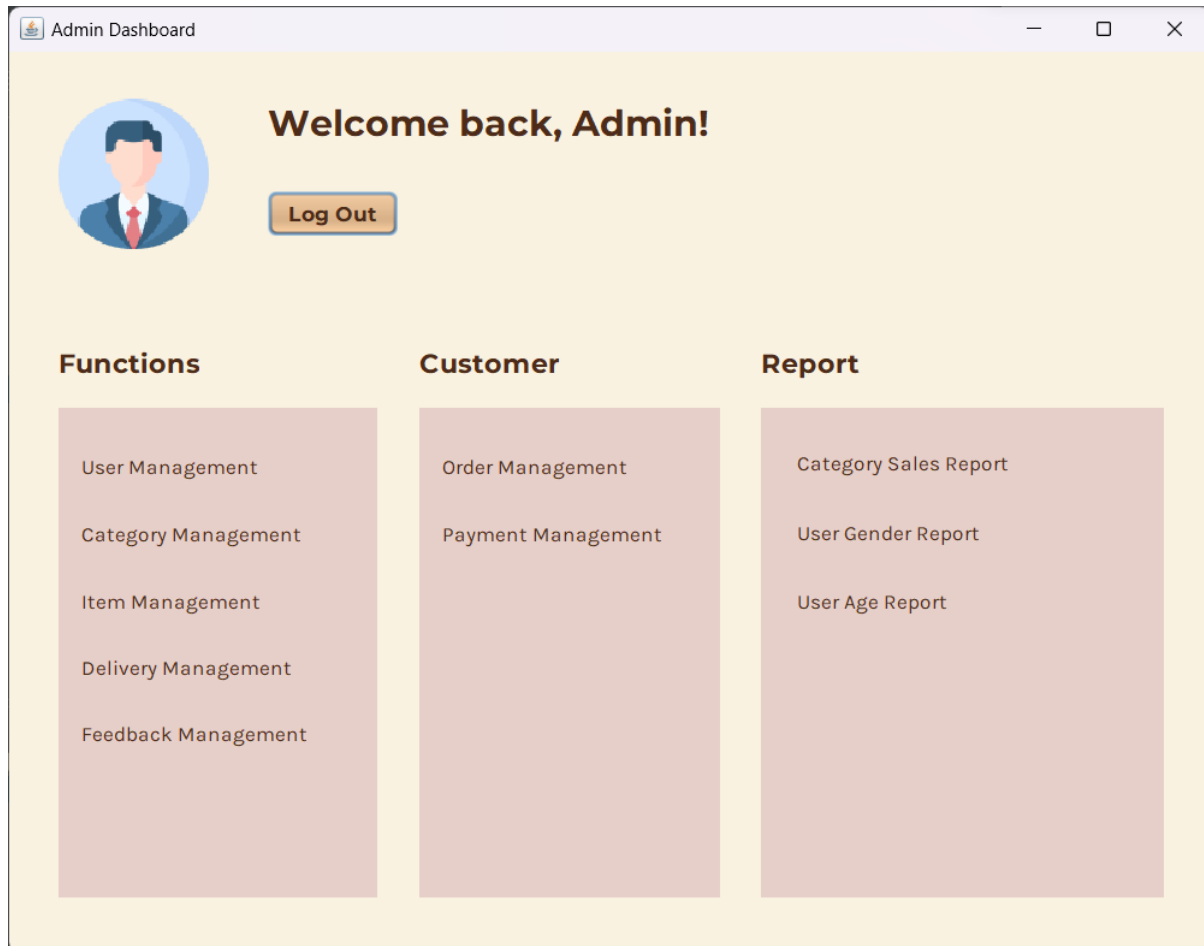 Admin Dashboard
Welcome back, Admin!
Log Out
Functions
User Management
Category Management
Item Management
Delivery Management
Feedback Management
Customer
Order Management
Payment Management
Report
Category Sales Report
User Gender Report
User Age Report